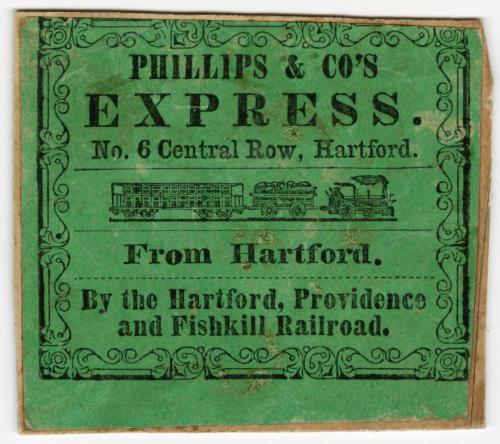 PHILLIPS & CO'S
EXPRESS.
No. 6 Central Row, Hartford.
From Hartford.
By the Hartford, Providence
and Fishkill Railroad.